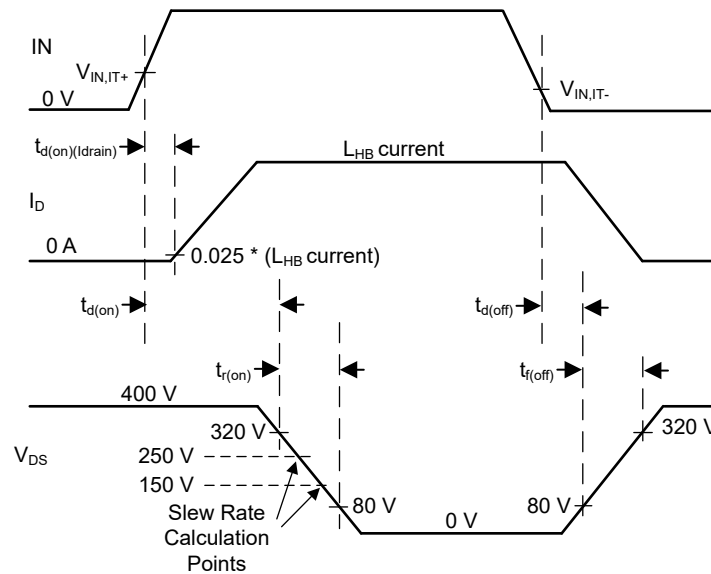 IN
V_IN,IT+
0 V
V_IN,IT-
t_d(on)(Idrain)
L_HB current
I_D
0 A
0.025 * (L_HB current)
t_d(on)
t_d(off)
t_r(on)
t_f(off)
400 V
320 V
320 V
V_DS
250 V
150 V
80 V
0 V
80 V
Slew Rate
Calculation
Points